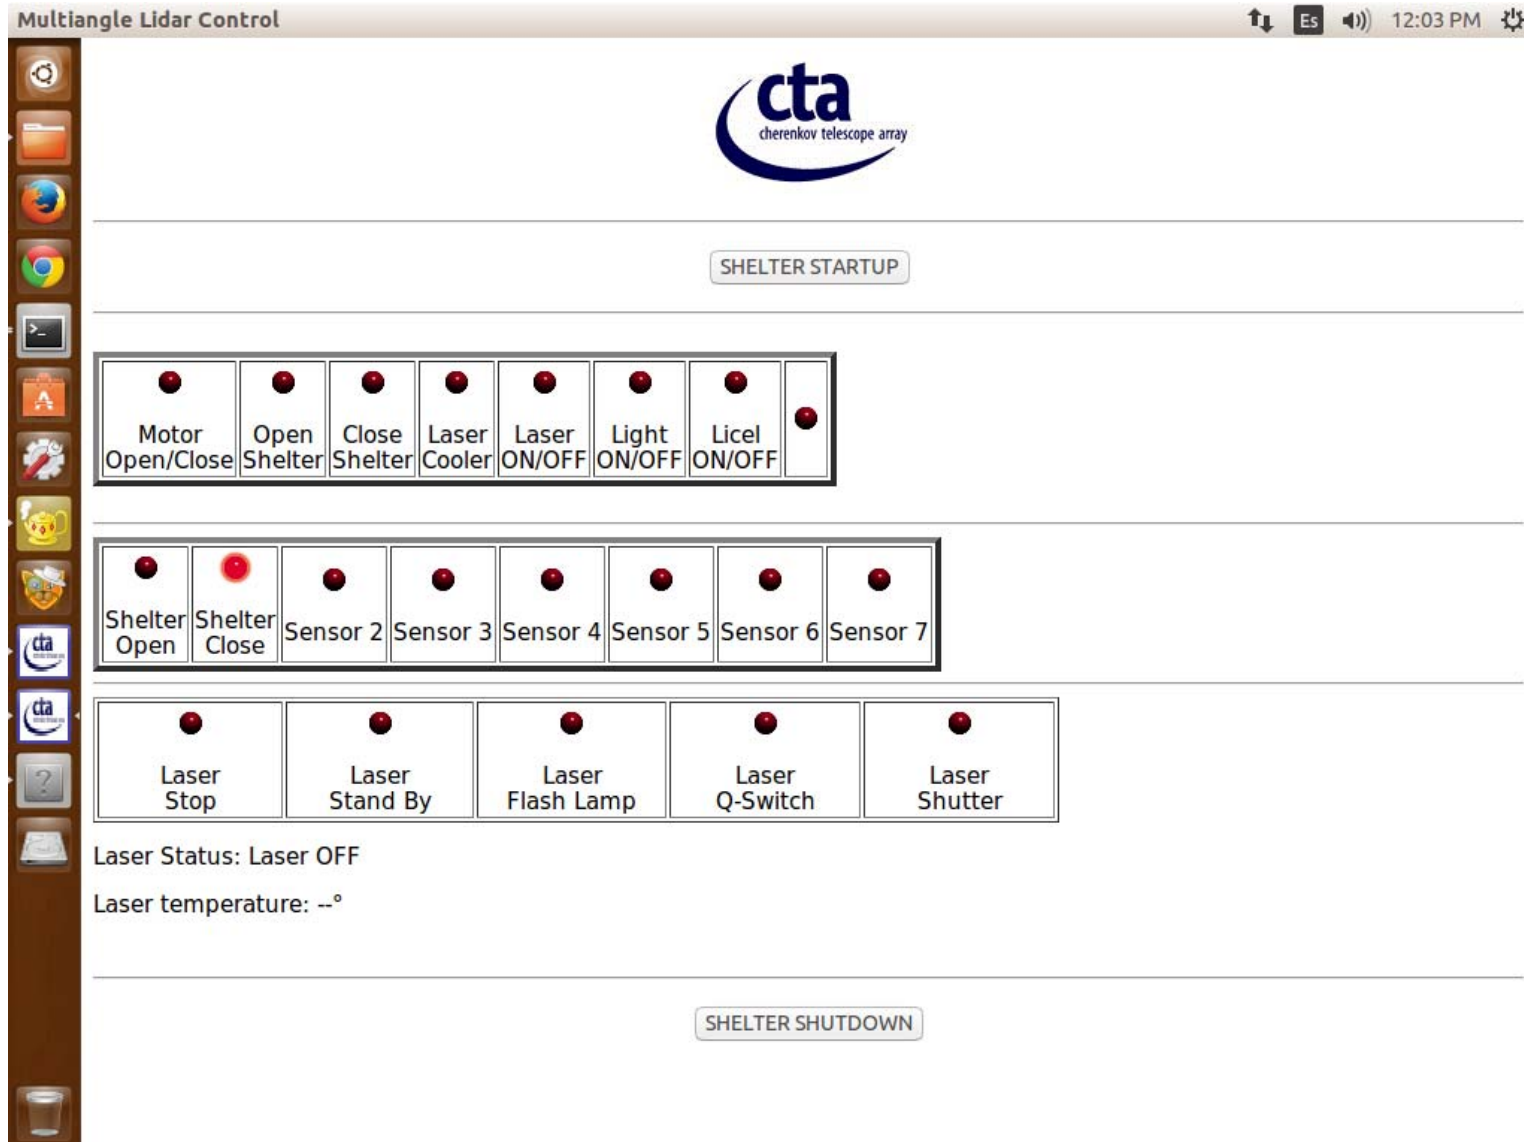 Multiangle Lidar Control
Es
12:03 PM
cta
cherenkov telescope array
SHELTER STARTUP
Motor Open/Close
Open Shelter
Close Shelter
Laser Cooler
Laser ON/OFF
Light ON/OFF
Licel ON/OFF
Shelter Open
Shelter Close
Sensor 2
Sensor 3
Sensor 4
Sensor 5
Sensor 6
Sensor 7
cta
cta
Laser Stop
Laser Stand By
Laser Flash Lamp
Laser Q-Switch
Laser Shutter
Laser Status: Laser OFF
Laser temperature: --°
SHELTER SHUTDOWN